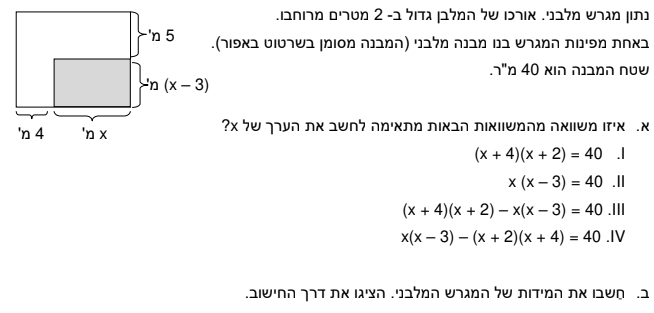 נתון מגרש מלבני. אורכו של המלבן גדול ב- 2 מטרים מרוחבו.
באחת מפינות המגרש בנו מבנה מלבני (המבנה מסומן בשרטוט באפור).
שטח המבנה הוא 40 מ"ר.
5 מ'
(x – 3) מ'
4 מ'
x מ'
א. איזו משוואה מהמשוואות הבאות מתאימה לחשב את הערך של x?
I. (x + 4)(x + 2) = 40
II. x (x – 3) = 40
III. (x + 4)(x + 2) – x(x – 3) = 40
IV. x(x – 3) – (x + 2)(x + 4) = 40
ב. חַשבו את המידות של המגרש המלבני. הציגו את דרך החישוב.